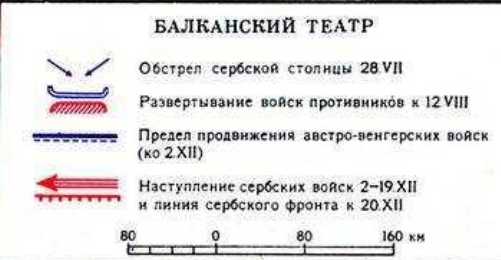 БАЛКАНСКИЙ ТЕАТР
Обстрел сербской столицы 28.VII
Развертывание войск противников к 12.VIII
Предел продвижения австро-венгерских войск
(ко 2.XII)
Наступление сербских войск 2–19.XII
и линия сербского фронта к 20.XII
80 0 80 160 км